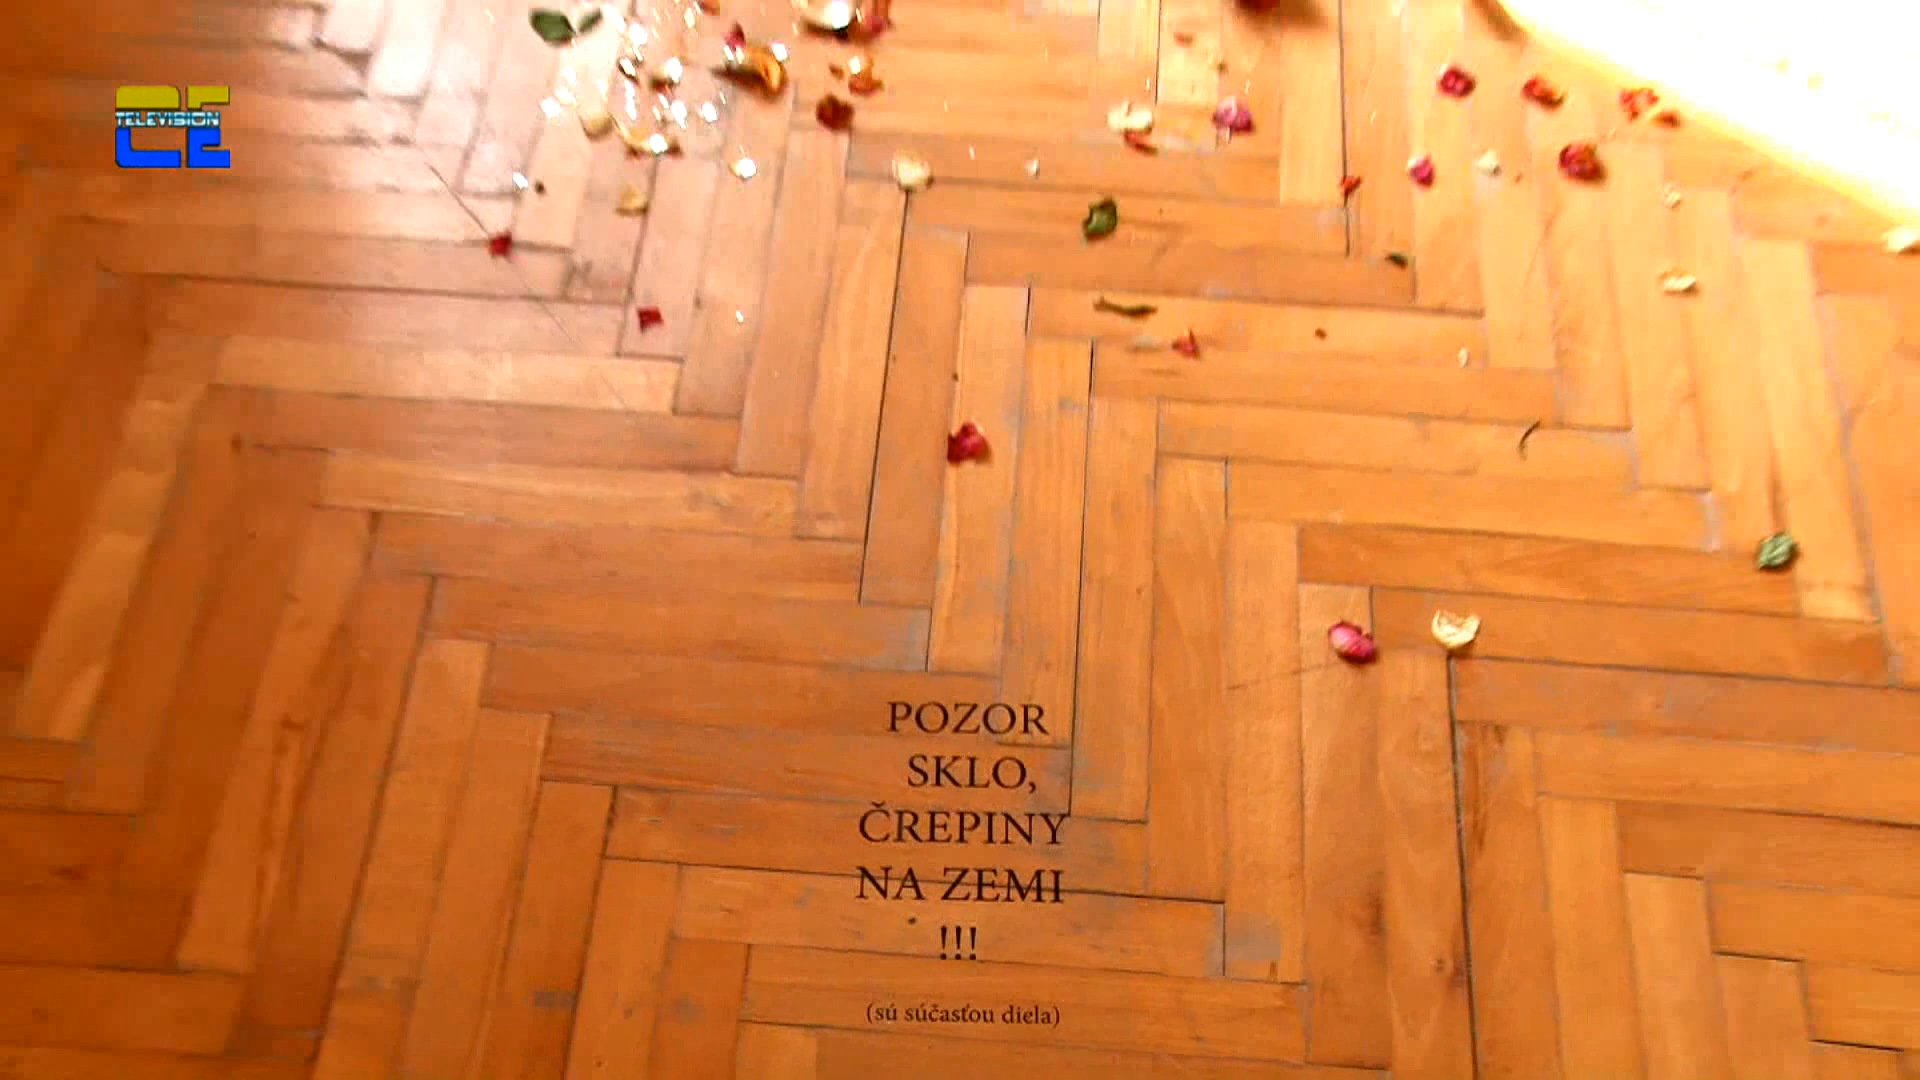 TELEVISION
POZOR
SKLO,
ČREPINY
NA ZEMI
!!!
(sú súčasťou diela)